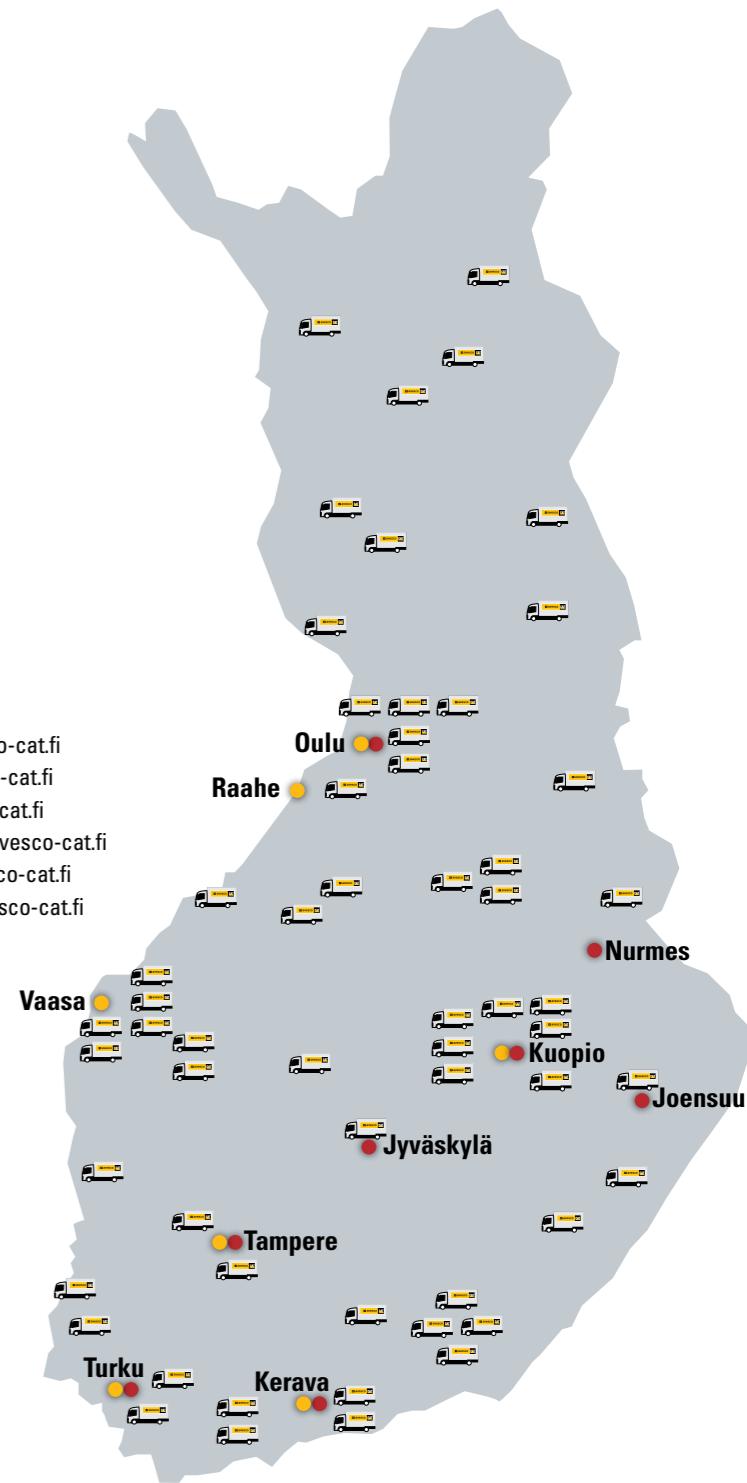 o-cat.fi
-cat.fi
cat.fi
vesco-cat.fi
co-cat.fi
sco-cat.fi
Oulu
Raahe
Nurmes
Vaasa
Kuopio
Joensuu
Jyväskylä
Tampere
Turku
Kerava